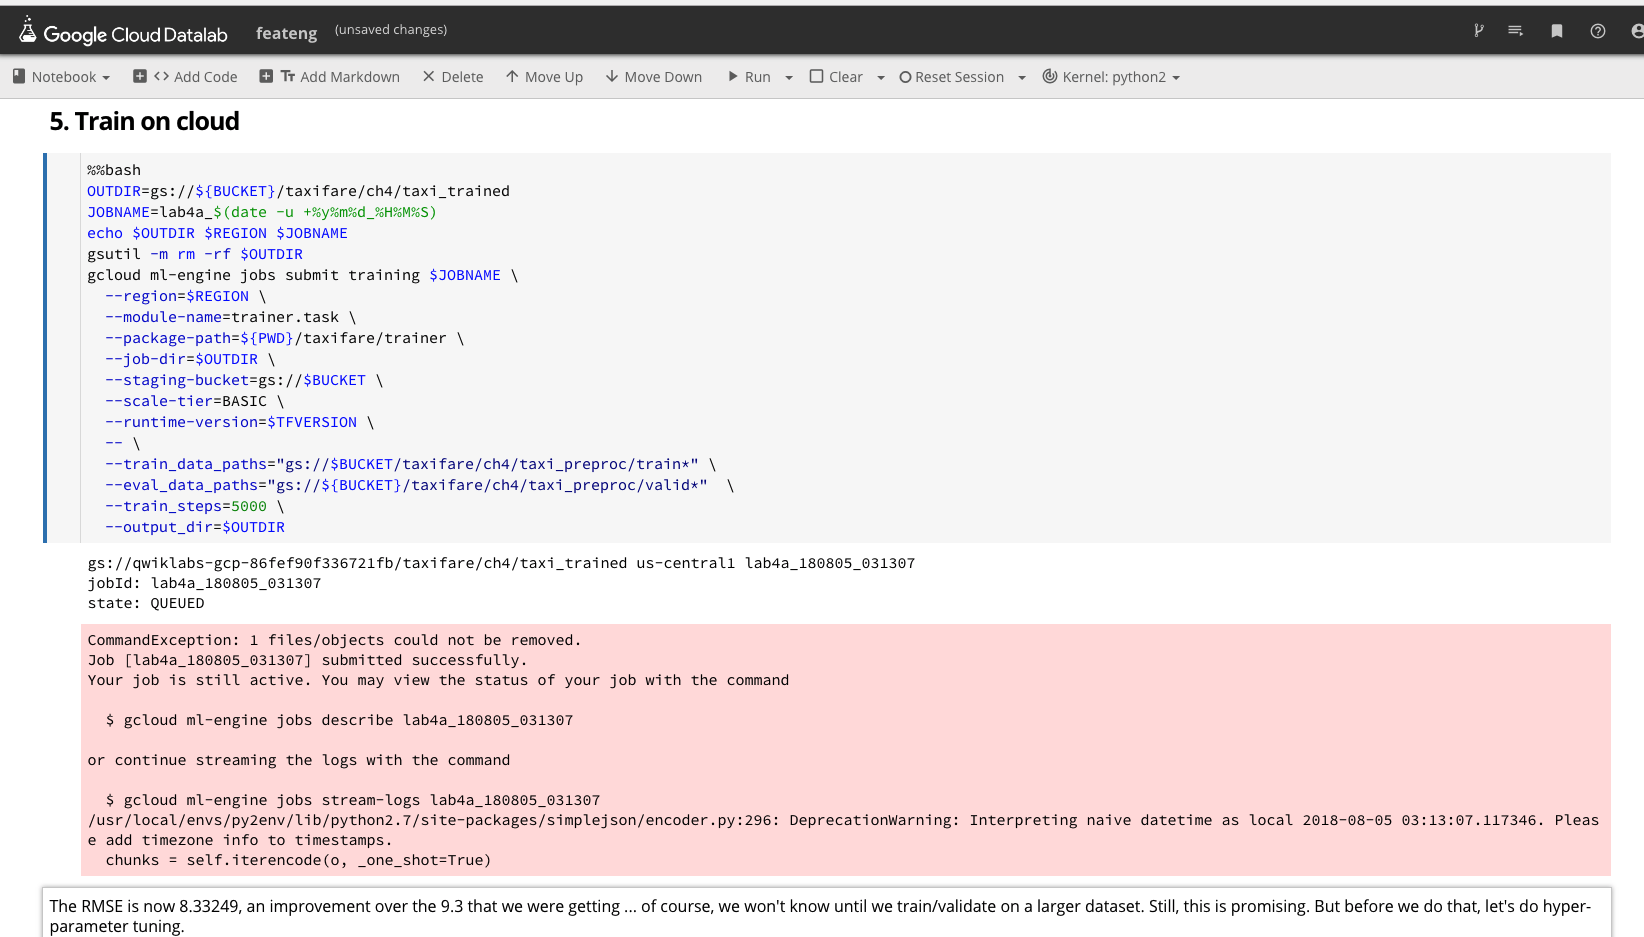 Google Cloud Datalab feateng (unsaved changes)
Notebook Add Code Tт Add Markdown Delete Move Up Move Down Run Clear Reset Session Kernel: python2
5. Train on cloud
%%bash
OUTDIR=gs://${BUCKET}/taxifare/ch4/taxi_trained
JOBNAME=lab4a_$(date -u +%y%m%d_%H%M%S)
echo $OUTDIR $REGION $JOBNAME
gsutil -m rm -rf $OUTDIR
gcloud ml-engine jobs submit training $JOBNAME \
--region=$REGION \
--module-name=trainer.task \
--package-path=${PWD}/taxifare/trainer \
--job-dir=$OUTDIR \
--staging-bucket=gs://$BUCKET \
--scale-tier=BASIC \
--runtime-version=$TFVERSION \
-- \
--train_data_paths="gs://$BUCKET/taxifare/ch4/taxi_preproc/train*" \
--eval_data_paths="gs://${BUCKET}/taxifare/ch4/taxi_preproc/valid*" \
--train_steps=5000 \
--output_dir=$OUTDIR
gs://qwiklabs-gcp-86fef90f336721fb/taxifare/ch4/taxi_trained us-central1 lab4a_180805_031307
jobId: lab4a_180805_031307
state: QUEUED
CommandException: 1 files/objects could not be removed.
Job [lab4a_180805_031307] submitted successfully.
Your job is still active. You may view the status of your job with the command
$ gcloud ml-engine jobs describe lab4a_180805_031307
or continue streaming the logs with the command
$ gcloud ml-engine jobs stream-logs lab4a_180805_031307
/usr/local/envs/py2env/lib/python2.7/site-packages/simplejson/encoder.py:296: DeprecationWarning: Interpreting naive datetime as local 2018-08-05 03:13:07.117346. Pleas
e add timezone info to timestamps.
chunks = self.iterencode(o, _one_shot=True)
The RMSE is now 8.33249, an improvement over the 9.3 that we were getting ... of course, we won't know until we train/validate on a larger dataset. Still, this is promising. But before we do that, let's do hyper-
parameter tuning.